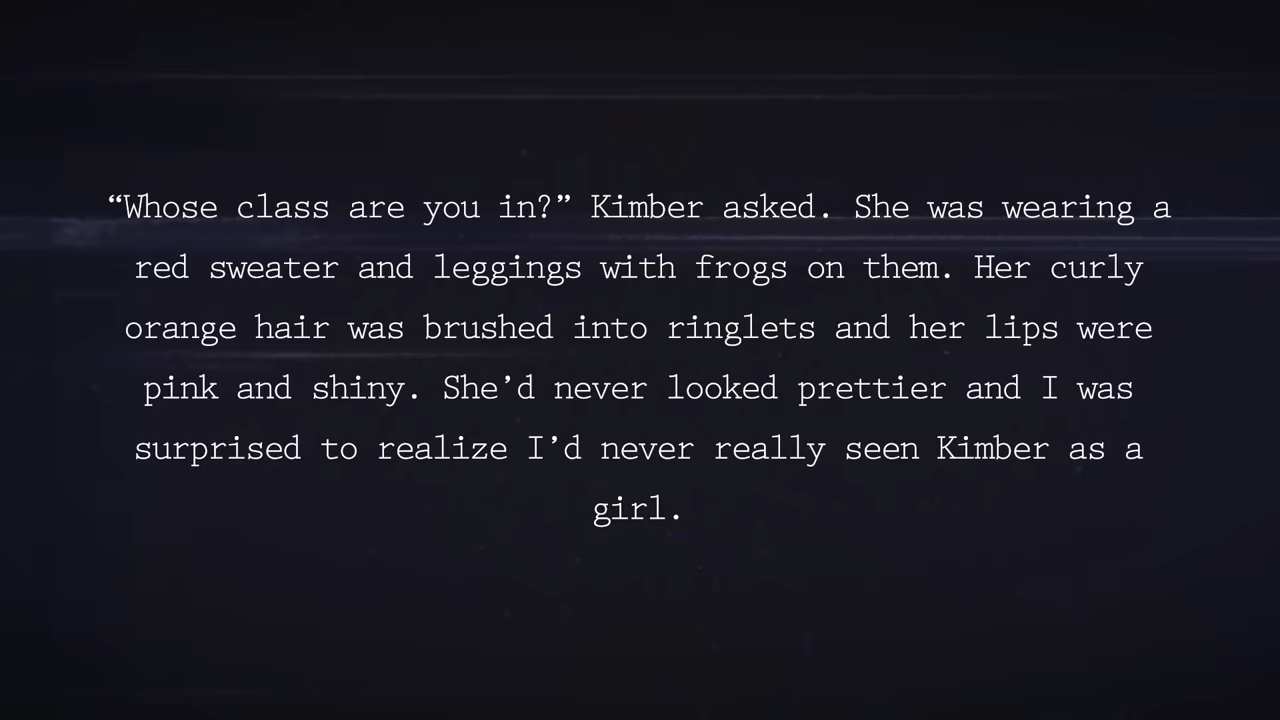 “Whose class are you in?” Kimber asked. She was wearing a
red sweater and leggings with frogs on them. Her curly
orange hair was brushed into ringlets and her lips were
pink and shiny. She’d never looked prettier and I was
surprised to realize I’d never really seen Kimber as a
girl.